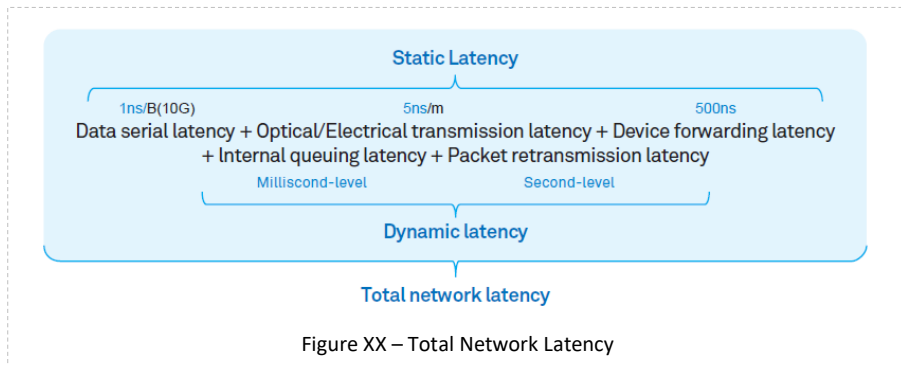 Static Latency
1ns/B(10G) 5ns/m 500ns
Data serial latency + Optical/Electrical transmission latency + Device forwarding latency
+ Internal queuing latency + Packet retransmission latency
Milliscond-level Second-level
Dynamic latency
Total network latency
Figure XX – Total Network Latency